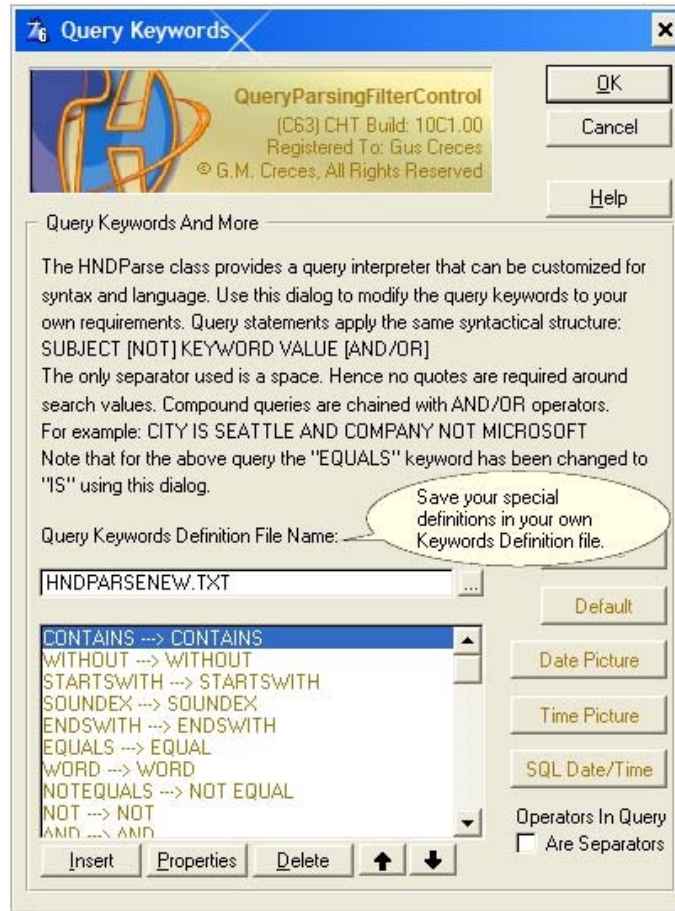 Query Keywords
QueryParsingFilterControl
(C63) CHT Build: 10C1.00
Registered To: Gus Creces
© G.M. Creces, All Rights Reserved
OK
Cancel
Help
Query Keywords And More
The HNDParse class provides a query interpreter that can be customized for
syntax and language. Use this dialog to modify the query keywords to your
own requirements. Query statements apply the same syntactical structure:
SUBJECT [NOT] KEYWORD VALUE [AND/OR]
The only separator used is a space. Hence no quotes are required around
search values. Compound queries are chained with AND/OR operators.
For example: CITY IS SEATTLE AND COMPANY NOT MICROSOFT
Note that for the above query the "EQUALS" keyword has been changed to
"IS" using this dialog.
Save your special
definitions in your own
Keywords Definition file.
Query Keywords Definition File Name:
HNDPARSENEW.TXT
...
Default
Date Picture
Time Picture
SQL Date/Time
CONTAINS ---> CONTAINS
WITHOUT ---> WITHOUT
STARTSWITH ---> STARTSWITH
SOUNDEX ---> SOUNDEX
ENDSWITH ---> ENDSWITH
EQUALS ---> EQUAL
WORD ---> WORD
NOTEQUALS ---> NOT EQUAL
NOT ---> NOT
AND ---> AND
Operators In Query
Are Separators
Insert
Properties
Delete